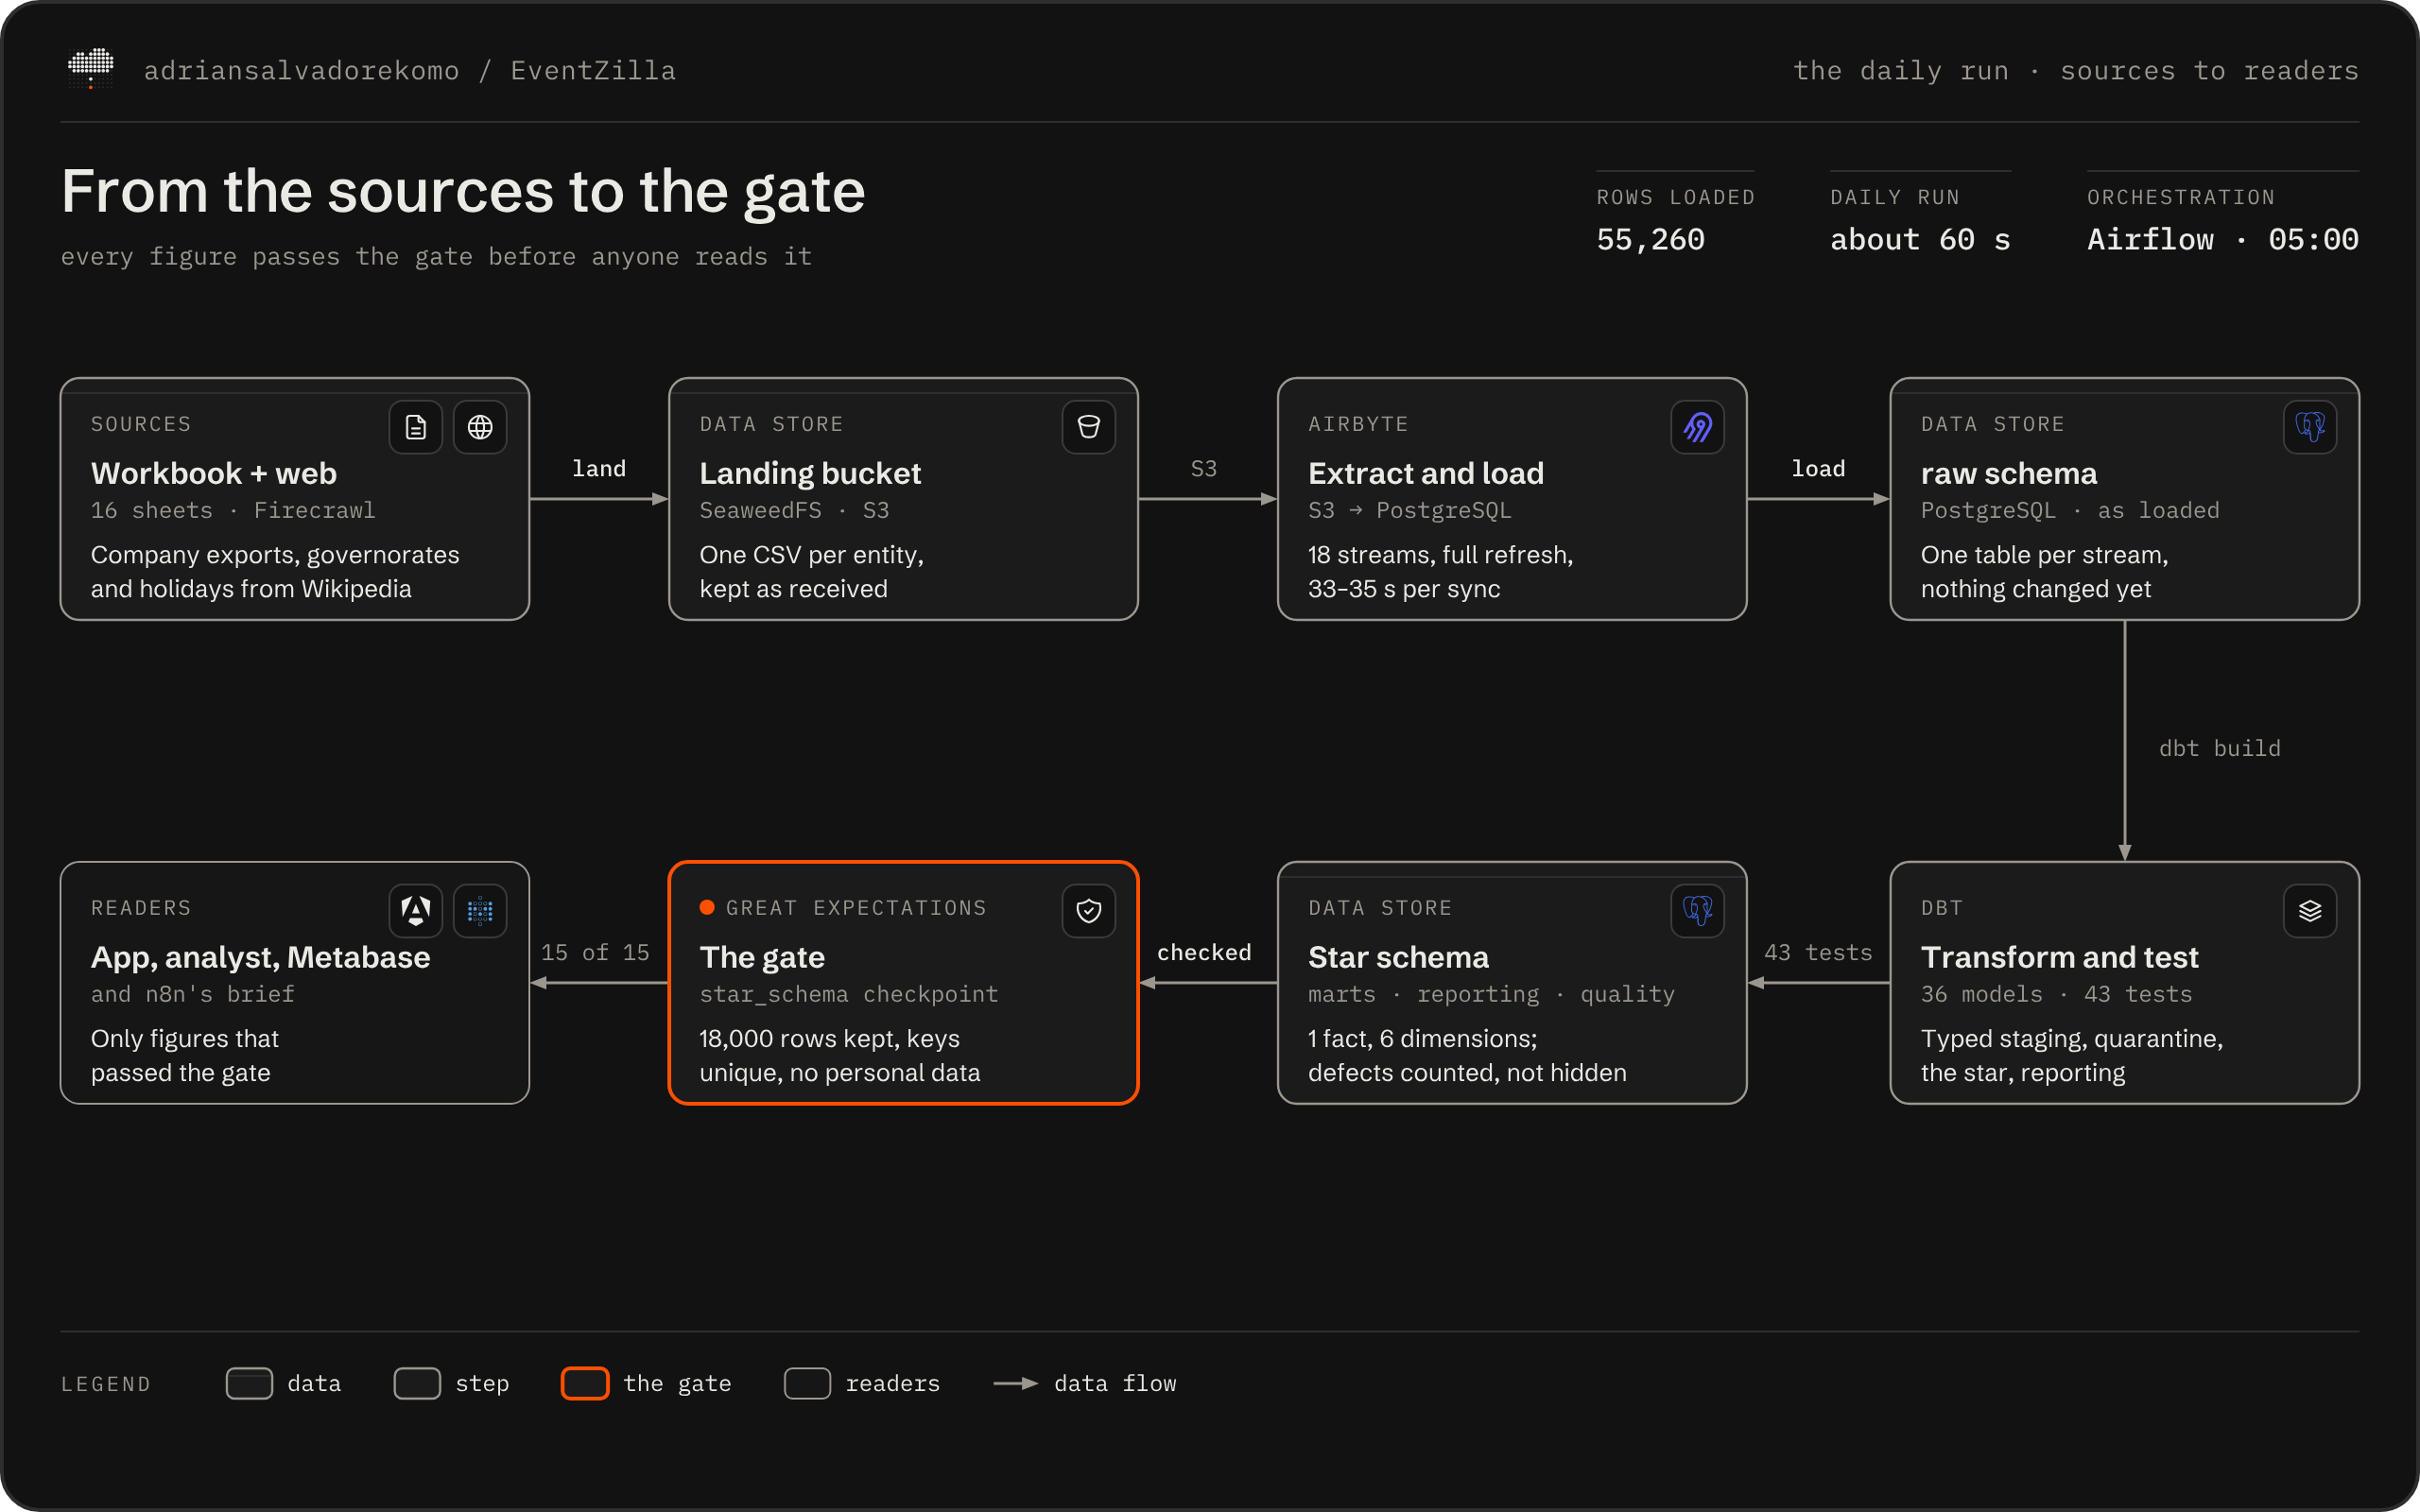 adriansalvadorekomo / EventZilla
the daily run · sources to readers
From the sources to the gate
every figure passes the gate before anyone reads it
ROWS LOADED
55,260
DAILY RUN
about 60 s
ORCHESTRATION
Airflow · 05:00
SOURCES
Workbook + web
16 sheets · Firecrawl
Company exports, governorates
and holidays from Wikipedia
land
DATA STORE
Landing bucket
SeaweedFS · S3
One CSV per entity,
kept as received
S3
AIRBYTE
Extract and load
S3 → PostgreSQL
18 streams, full refresh,
33–35 s per sync
load
DATA STORE
raw schema
PostgreSQL · as loaded
One table per stream,
nothing changed yet
dbt build
READERS
App, analyst, Metabase
and n8n's brief
Only figures that
passed the gate
15 of 15
GREAT EXPECTATIONS
The gate
star_schema checkpoint
18,000 rows kept, keys
unique, no personal data
checked
DATA STORE
Star schema
marts · reporting · quality
1 fact, 6 dimensions;
defects counted, not hidden
43 tests
DBT
Transform and test
36 models · 43 tests
Typed staging, quarantine,
the star, reporting
LEGEND
data
step
the gate
readers
data flow